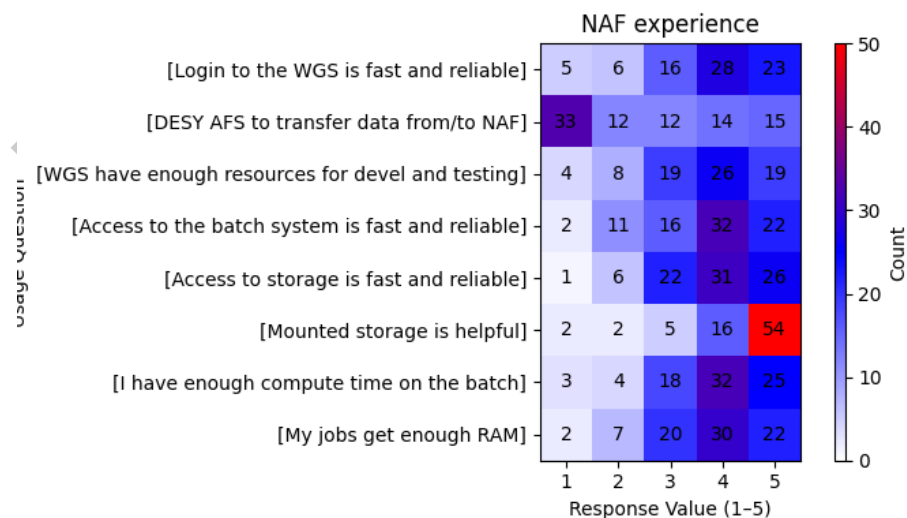 NAF experience
[Login to the WGS is fast and reliable] 5 6 16 28 23
[DESY AFS to transfer data from/to NAF] 33 12 12 14 15
[WGS have enough resources for devel and testing] 4 8 19 26 19
[Access to the batch system is fast and reliable] 2 11 16 32 22
[Access to storage is fast and reliable] 1 6 22 31 26
[Mounted storage is helpful] 2 2 5 16 54
[I have enough compute time on the batch] 3 4 18 32 25
[My jobs get enough RAM] 2 7 20 30 22
1 2 3 4 5
Response Value (1–5)
Usage Question
50
40
30
20
10
0
Count